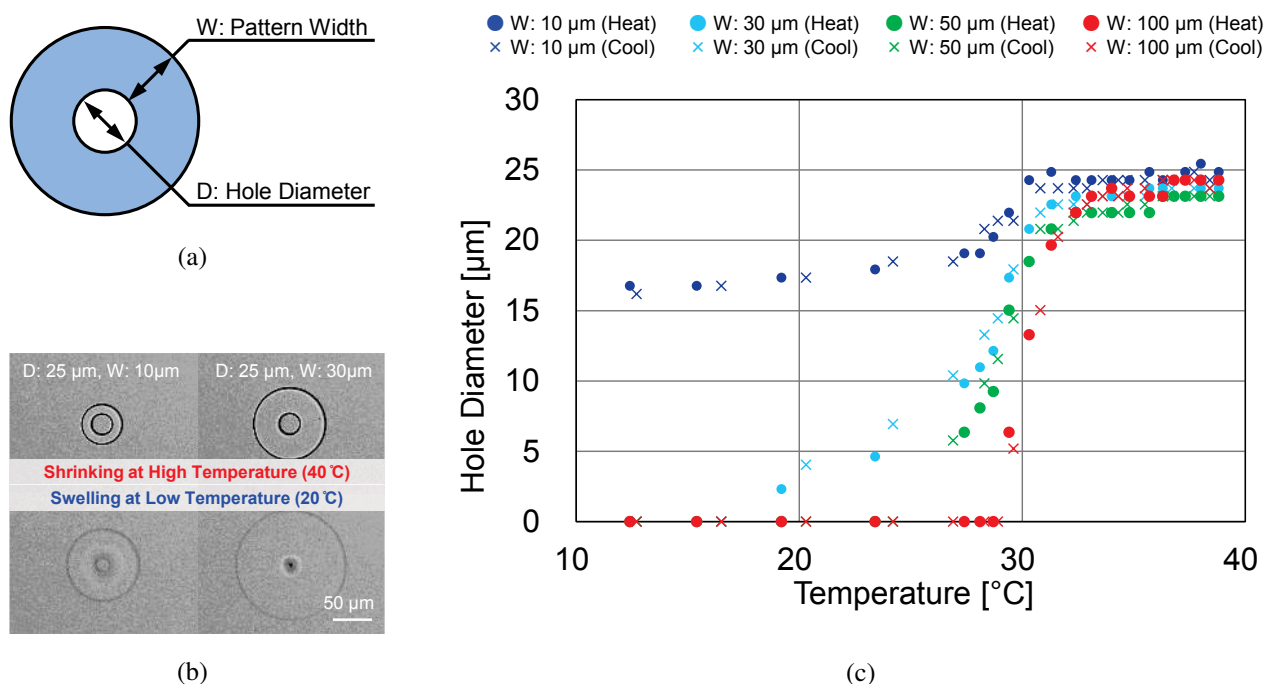 W: Pattern Width
D: Hole Diameter
(a)
D: 25 µm, W: 10µm
D: 25 µm, W: 30µm
Shrinking at High Temperature (40 ℃)
Swelling at Low Temperature (20 ℃)
50 µm
(b)
W: 10 µm (Heat) W: 30 µm (Heat) W: 50 µm (Heat) W: 100 µm (Heat)
W: 10 µm (Cool) W: 30 µm (Cool) W: 50 µm (Cool) W: 100 µm (Cool)
30
25
20
15
10
5
0
Hole Diameter [µm]
10 20 30 40
Temperature [°C]
(c)